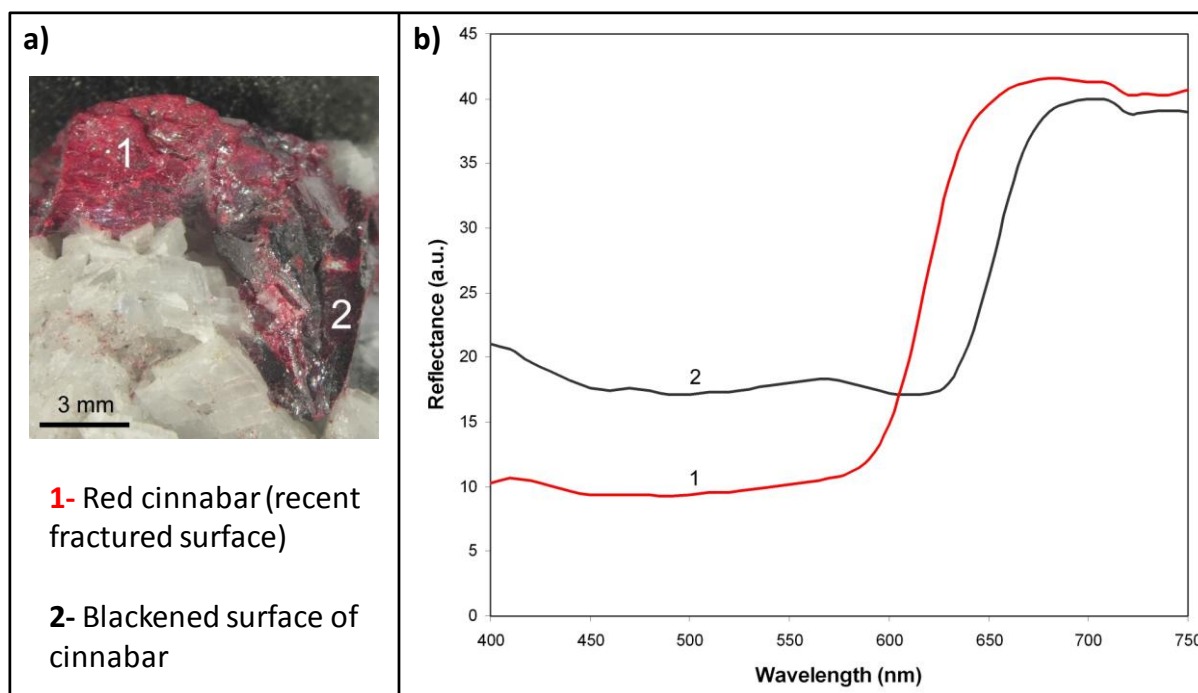 a)
1
2
3 mm
1- Red cinnabar (recent
fractured surface)
2- Blackened surface of
cinnabar
b)
45
40
35
30
25
20
15
10
5
0
Reflectance (a.u.)
2
1
400 450 500 550 600 650 700 750
Wavelength (nm)